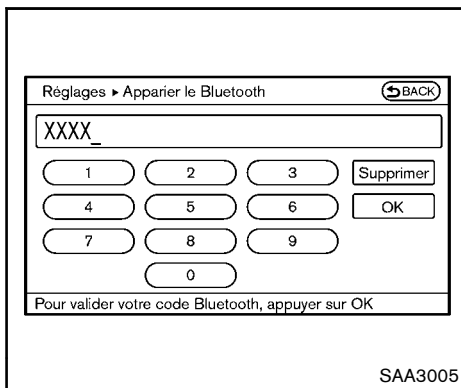 Réglages ▸ Apparier le Bluetooth BACK
XXXX_
1 2 3 Supprimer
4 5 6 OK
7 8 9
0
Pour valider votre code Bluetooth, appuyer sur OK
SAA3005